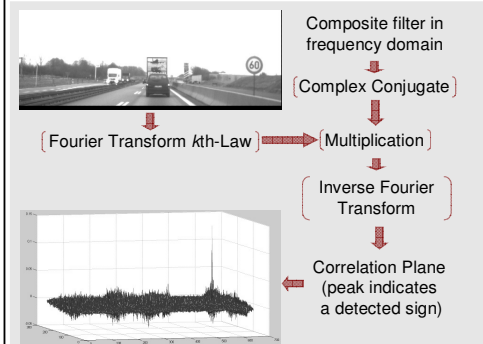 Composite filter in
frequency domain
Complex Conjugate
60
Fourier Transform kth-Law
Multiplication
Inverse Fourier
Transform
Correlation Plane
(peak indicates
a detected sign)